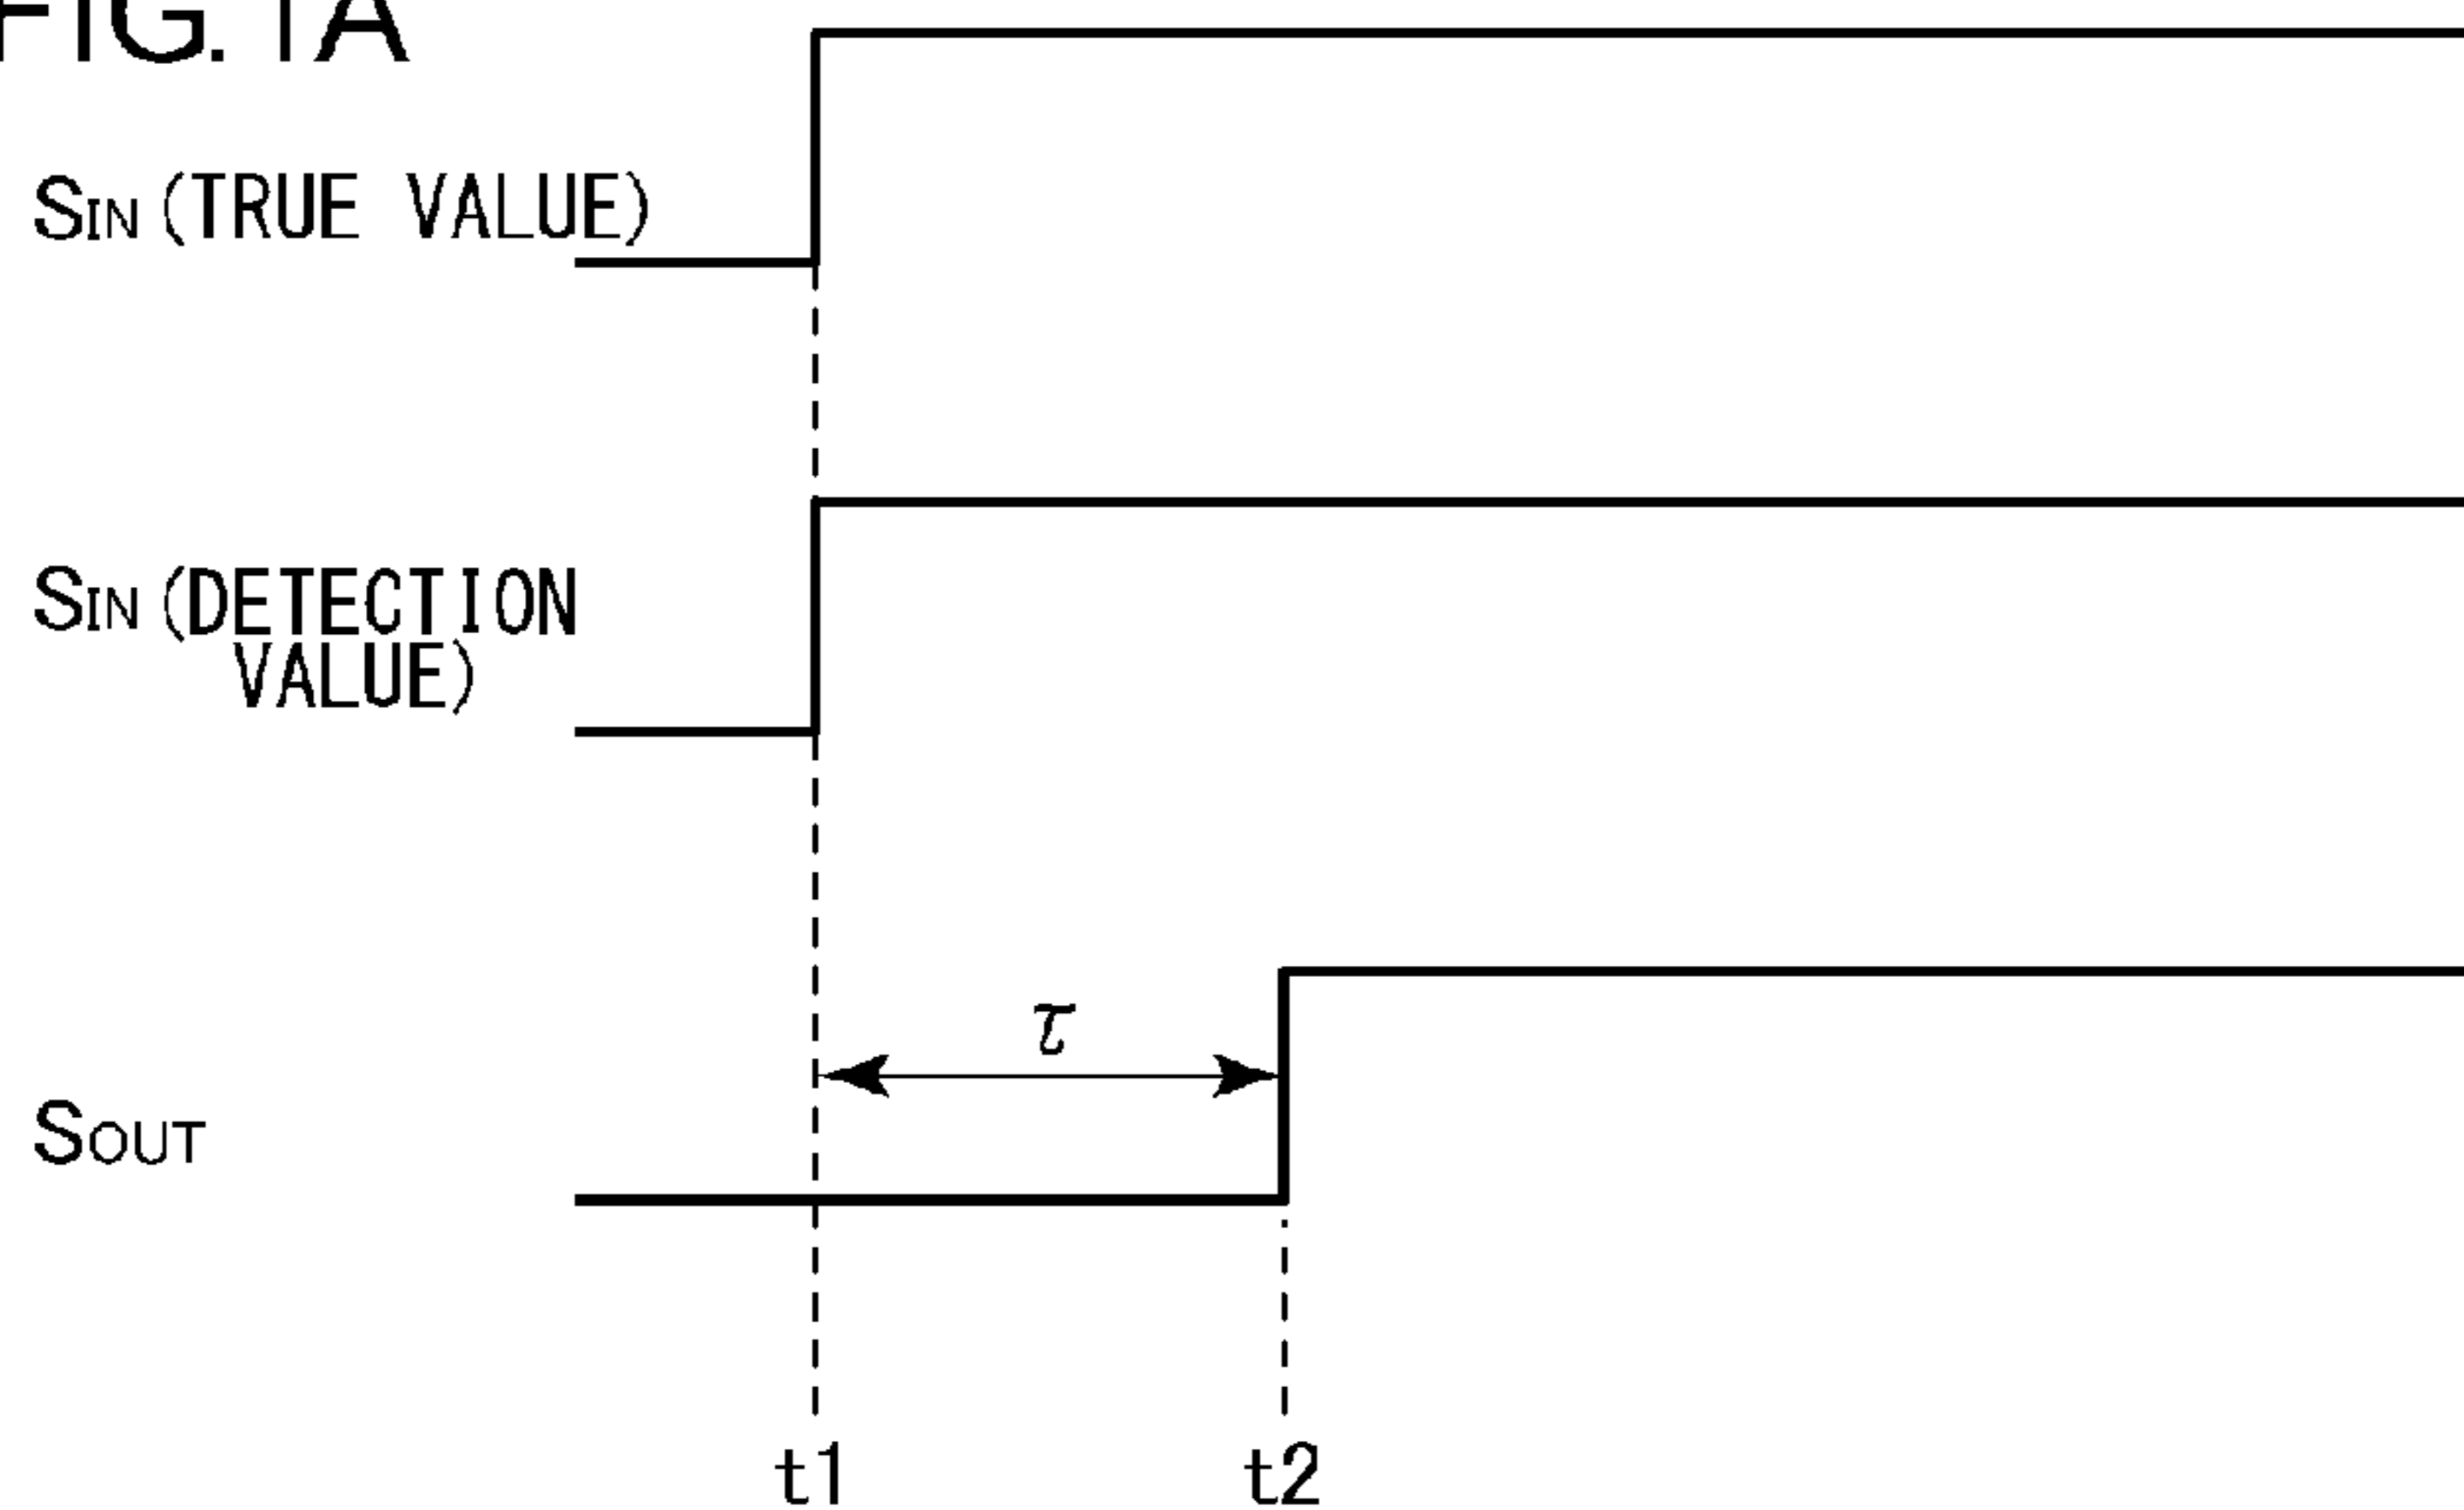 FIG.1A
SIN (TRUE VALUE)
SIN (DETECTION
VALUE)
τ
SOUT
t1 t2